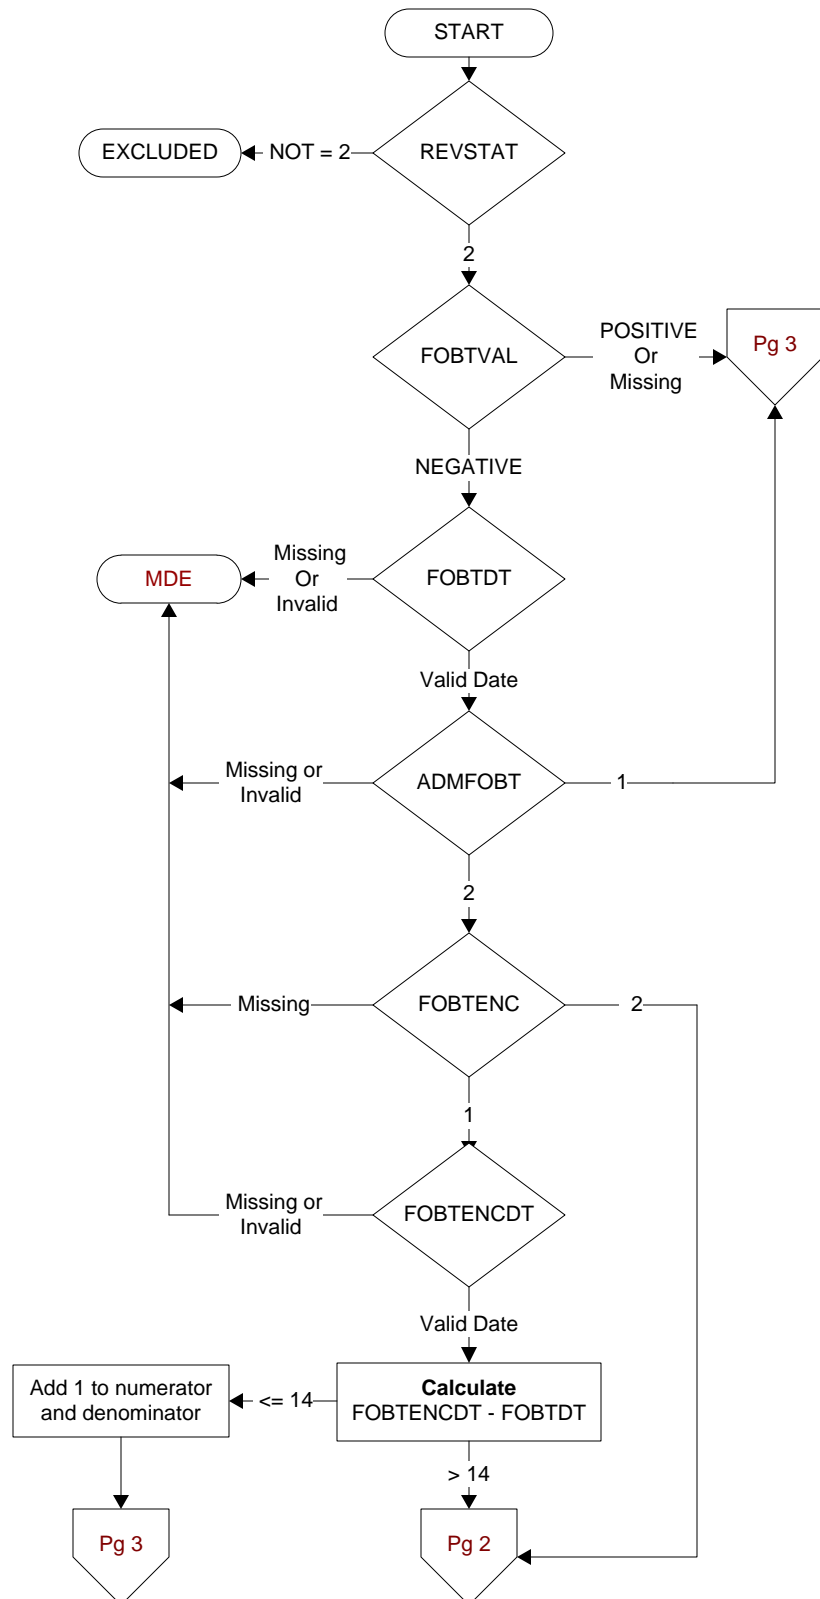 START
EXCLUDED
NOT = 2
REVSTAT
2
FOBTVAL
POSITIVE
Or
Missing
Pg 3
NEGATIVE
MDE
Missing
Or
Invalid
FOBTDT
Valid Date
Missing or
Invalid
ADMFOBT
1
2
Missing
FOBTENC
2
1
Missing or
Invalid
FOBTENCDT
Valid Date
Add 1 to numerator
and denominator
<= 14
Calculate
FOBTENCDT - FOBTDT
> 14
Pg 3
Pg 2